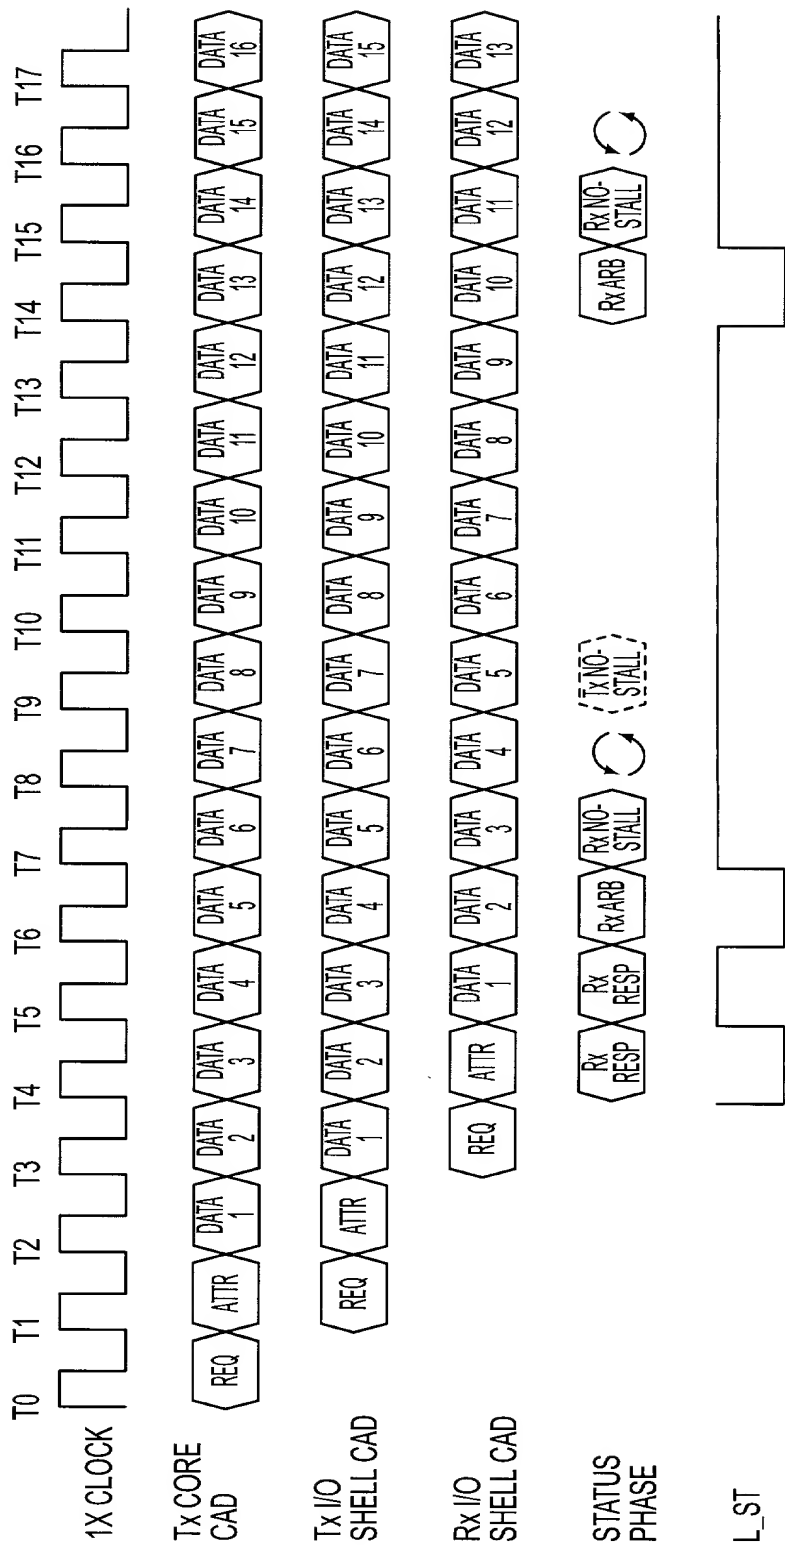 T0 T1 T2 T3 T4 T5 T6 T7 T8 T9 T10 T11 T12 T13 T14 T15 T16 T17
1X CLOCK
Tx CORE
CAD
REQ ATTR DATA 1 DATA 2 DATA 3 DATA 4 DATA 5 DATA 6 DATA 7 DATA 8 DATA 9 DATA 10 DATA 11 DATA 12 DATA 13 DATA 14 DATA 15 DATA 16
Tx I/O
SHELL CAD
REQ ATTR DATA 1 DATA 2 DATA 3 DATA 4 DATA 5 DATA 6 DATA 7 DATA 8 DATA 9 DATA 10 DATA 11 DATA 12 DATA 13 DATA 14 DATA 15
Rx I/O
SHELL CAD
REQ ATTR DATA 1 DATA 2 DATA 3 DATA 4 DATA 5 DATA 6 DATA 7 DATA 8 DATA 9 DATA 10 DATA 11 DATA 12 DATA 13
STATUS
PHASE
Rx RESP Rx RESP Rx ARB Rx NO-STALL Tx NO-STALL Rx ARB Rx NO-STALL
L_ST